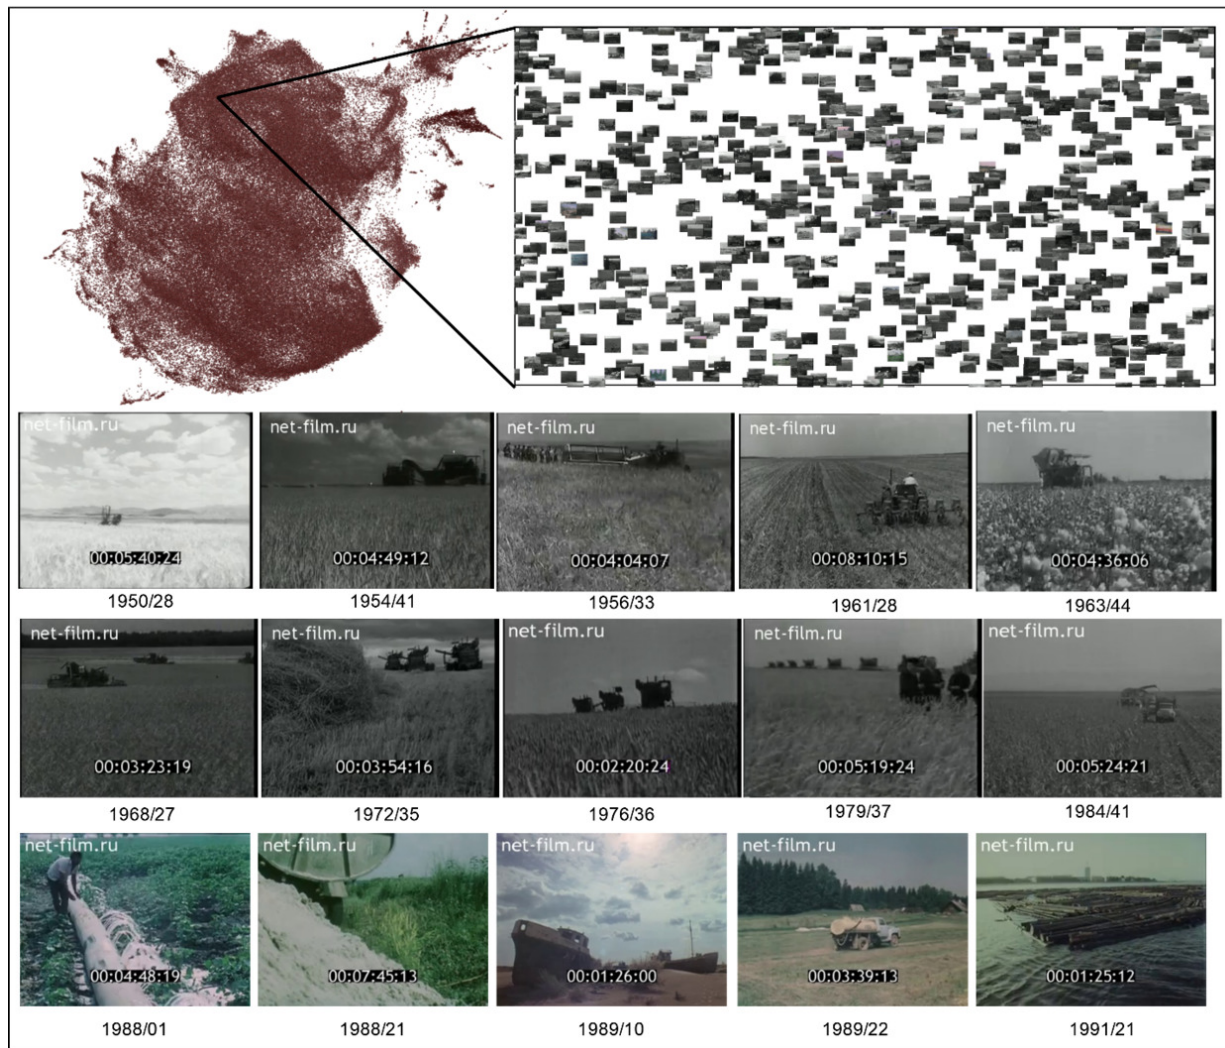 net-film.ru net-film.ru net-film.ru net-film.ru net-film.ru
00:05:40:24 00:04:49:12 00:04:04:07 00:08:10:15 00:04:36:06
1950/28 1954/41 1956/33 1961/28 1963/44
net-film.ru net-film.ru net-film.ru net-film.ru net-film.ru
00:03:23:19 00:03:54:16 00:02:20:24 00:05:19:24 00:05:24:21
1968/27 1972/35 1976/36 1979/37 1984/41
net-film.ru net-film.ru net-film.ru net-film.ru net-film.ru
00:04:48:19 00:07:45:13 00:01:26:00 00:03:39:13 00:01:25:12
1988/01 1988/21 1989/10 1989/22 1991/21